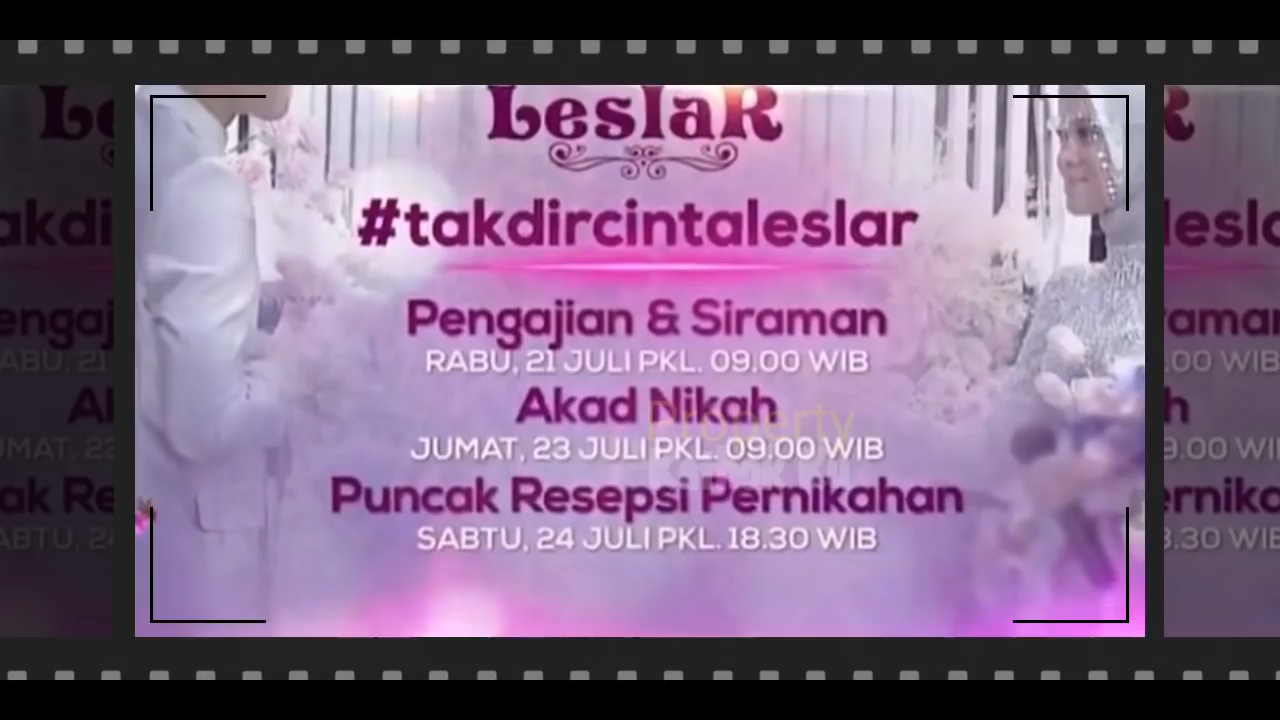 LeslaR
#takdircintaleslar
Pengajian & Siraman
RABU, 21 JULI PKL. 09.00 WIB
Akad Nikah
JUMAT, 23 JULI PKL. 09.00 WIB
Puncak Resepsi Pernikahan
SABTU, 24 JULI PKL. 18.30 WIB
Property